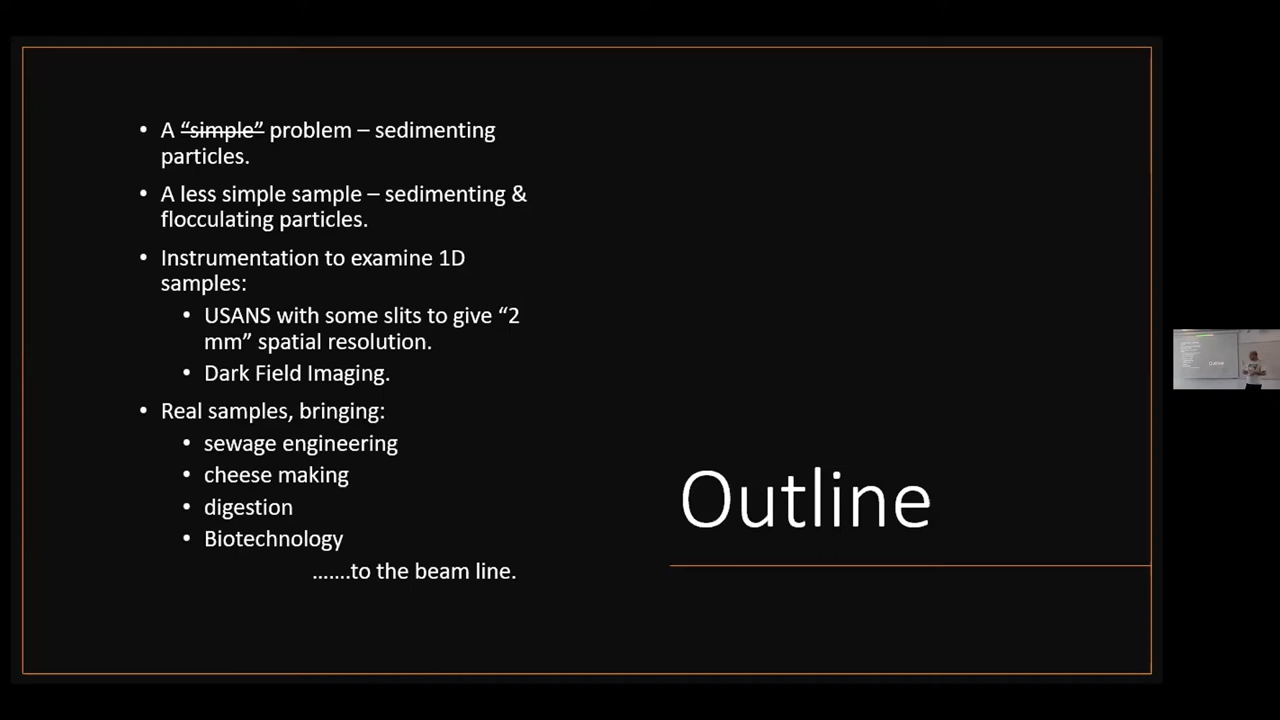 • A “simple” problem – sedimenting
particles.
• A less simple sample – sedimenting &
flocculating particles.
• Instrumentation to examine 1D
samples:
• USANS with some slits to give “2
mm” spatial resolution.
• Dark Field Imaging.
• Real samples, bringing:
• sewage engineering
• cheese making
• digestion
• Biotechnology
…….to the beam line.
Outline
Outline